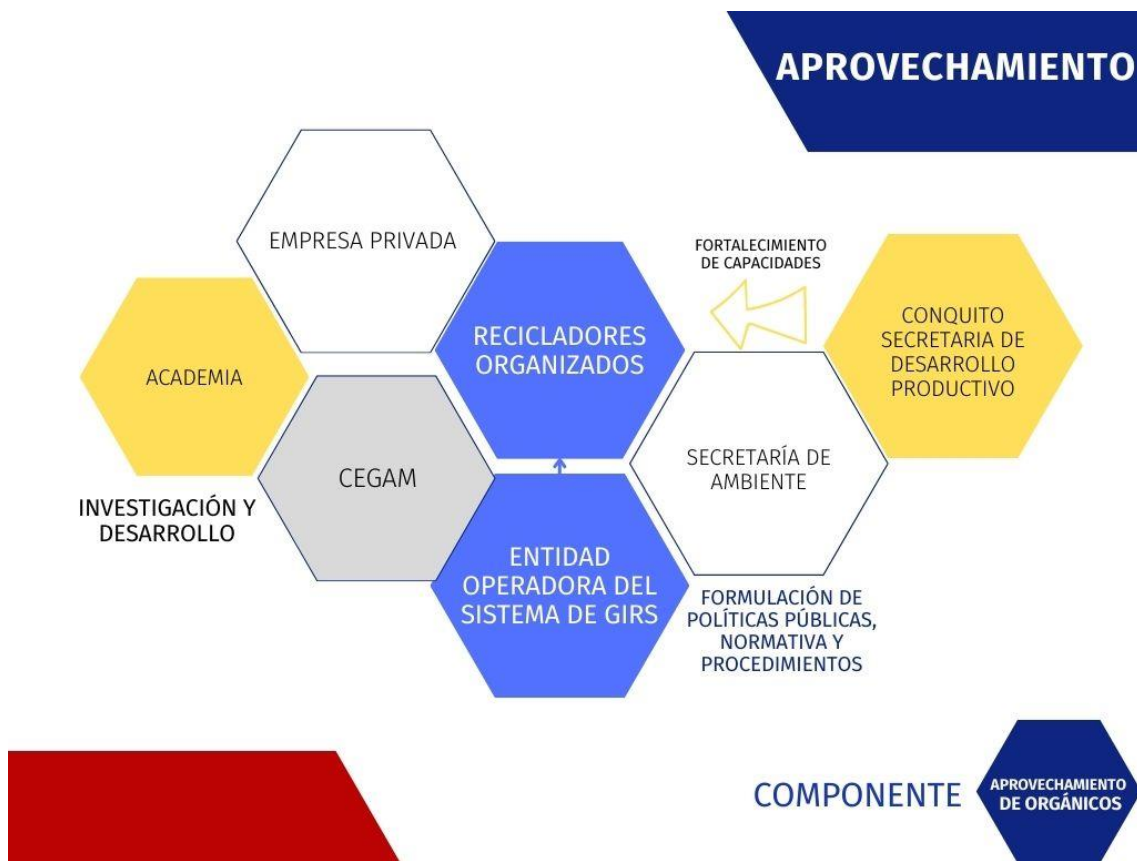 APROVECHAMIENTO
EMPRESA PRIVADA
FORTALECIMIENTO
DE CAPACIDADES
RECICLADORES
ORGANIZADOS
CONQUITO
SECRETARIA DE
DESARROLLO
PRODUCTIVO
ACADEMIA
INVESTIGACIÓN Y
DESARROLLO
CEGAM
SECRETARÍA DE
AMBIENTE
ENTIDAD
OPERADORA DEL
SISTEMA DE GIRS
FORMULACIÓN DE
POLÍTICAS PÚBLICAS,
NORMATIVA Y
PROCEDIMIENTOS
COMPONENTE
APROVECHAMIENTO
DE ORGÁNICOS